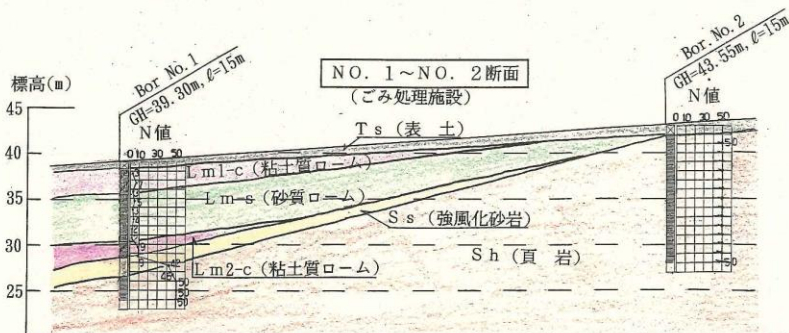 NO. 1～NO. 2断面
(ごみ処理施設)
標高(m)
45
40
35
30
25
Bor No. 1
GH=39.30m, ℓ=15m
N値
0 10 30 50
Bor. No. 2
GH=43.55m, ℓ=15m
N値
0 10 30 50
50
50
Ts (表 土)
Lm1-c (粘土質ローム)
Lm-s (砂質ローム)
Ss (強風化砂岩)
Lm2-c (粘土質ローム)
Sh (頁 岩)